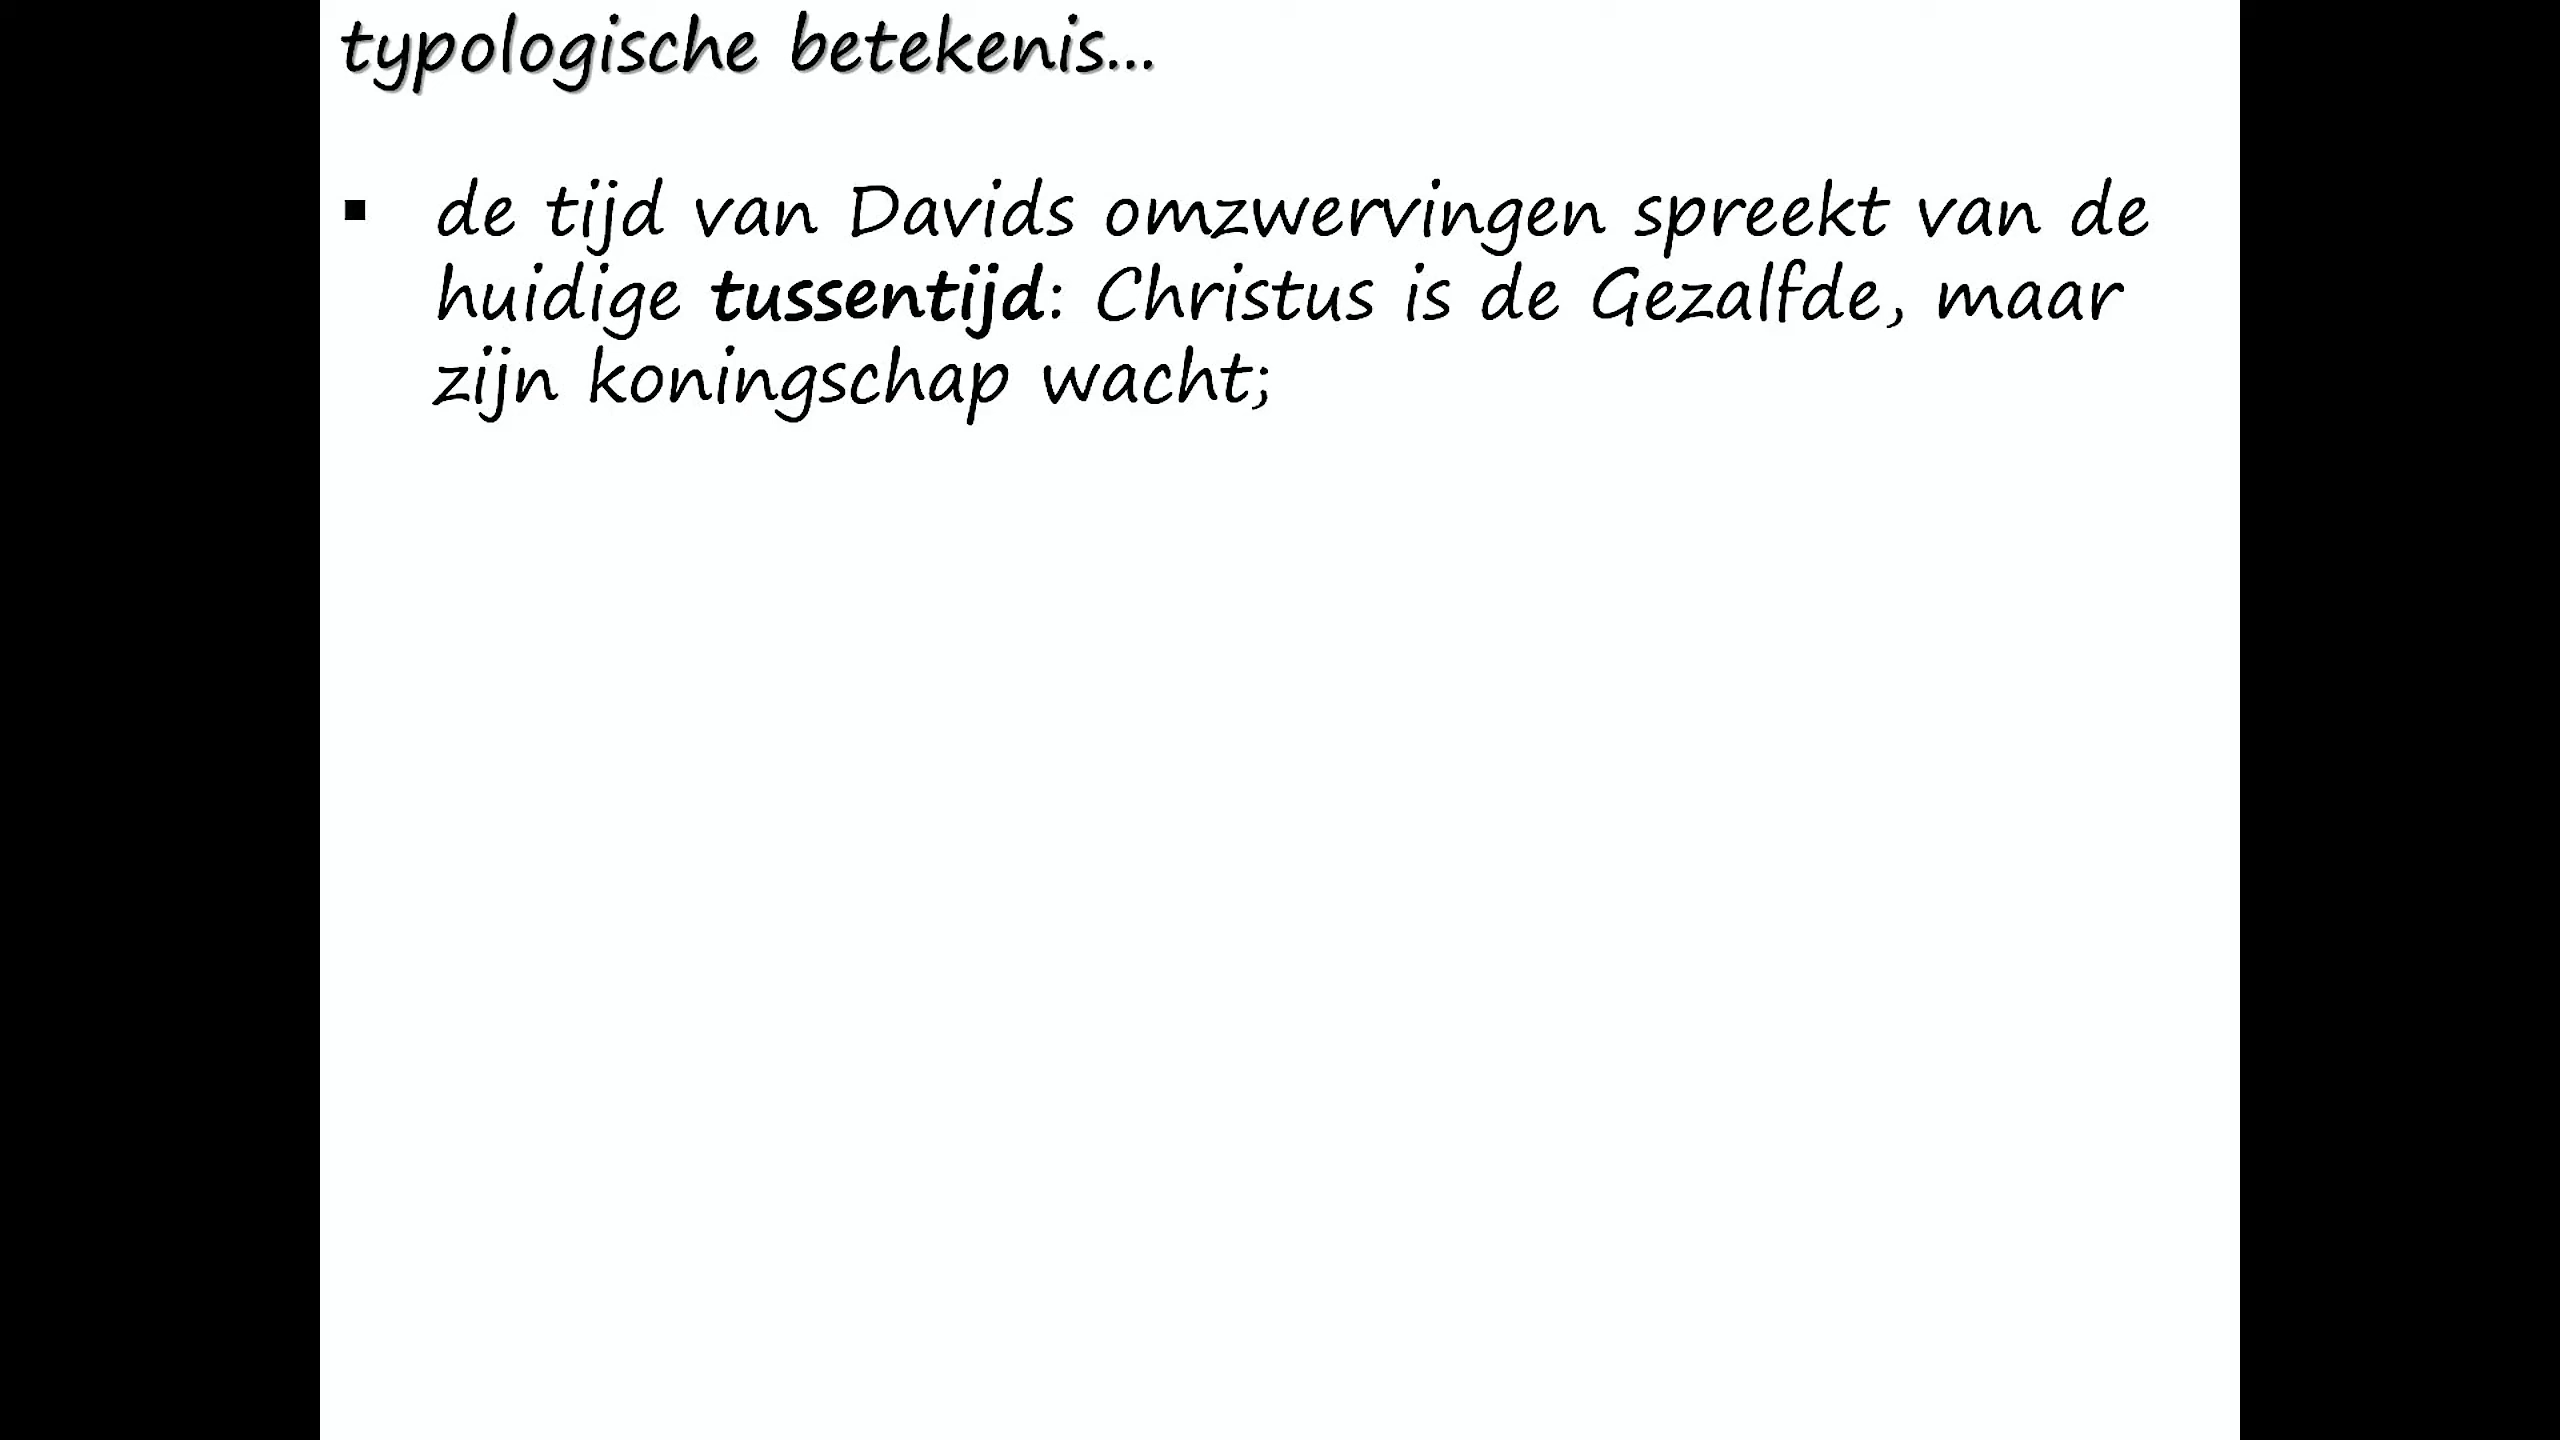 typologische betekenis...
▪ de tijd van Davids omzwervingen spreekt van de
huidige tussentijd: Christus is de Gezalfde, maar
zijn koningschap wacht;